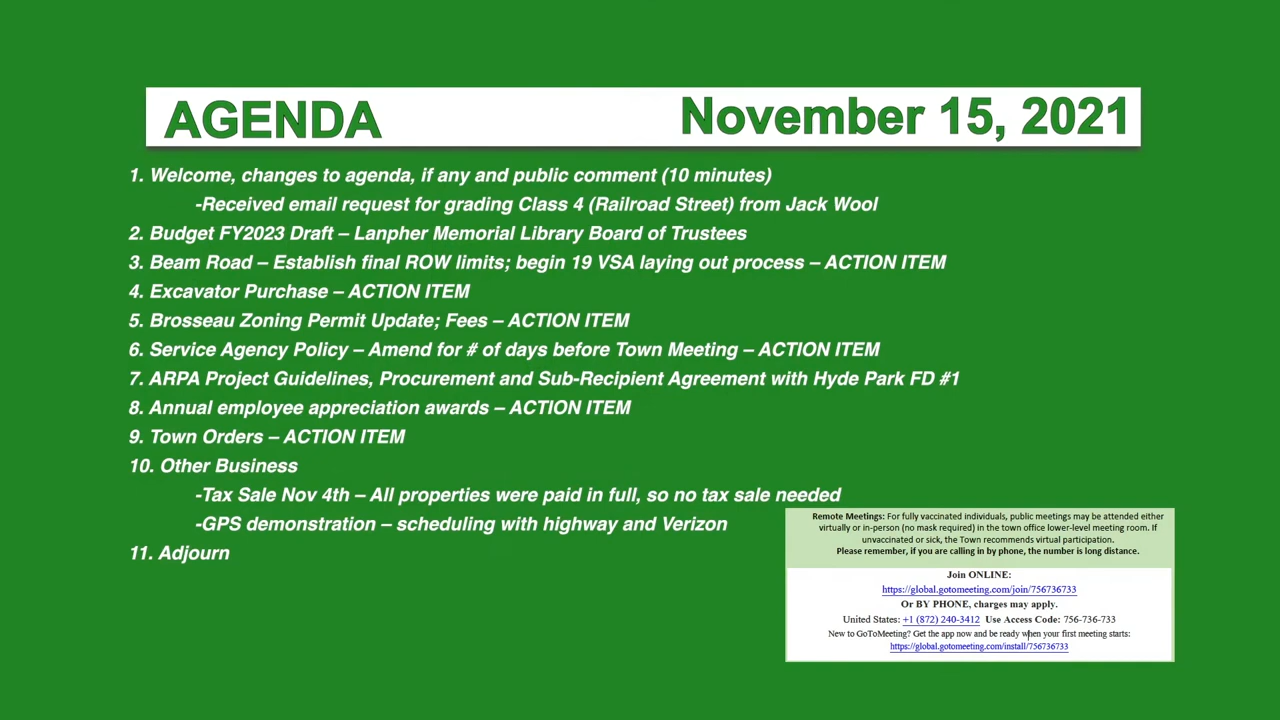 AGENDA November 15, 2021
1. Welcome, changes to agenda, if any and public comment (10 minutes)
-Received email request for grading Class 4 (Railroad Street) from Jack Wool
2. Budget FY2023 Draft – Lanpher Memorial Library Board of Trustees
3. Beam Road – Establish final ROW limits; begin 19 VSA laying out process – ACTION ITEM
4. Excavator Purchase – ACTION ITEM
5. Brosseau Zoning Permit Update; Fees – ACTION ITEM
6. Service Agency Policy – Amend for # of days before Town Meeting – ACTION ITEM
7. ARPA Project Guidelines, Procurement and Sub-Recipient Agreement with Hyde Park FD #1
8. Annual employee appreciation awards – ACTION ITEM
9. Town Orders – ACTION ITEM
10. Other Business
-Tax Sale Nov 4th – All properties were paid in full, so no tax sale needed
-GPS demonstration – scheduling with highway and Verizon
11. Adjourn
Remote Meetings: For fully vaccinated individuals, public meetings may be attended either
virtually or in-person (no mask required) in the town office lower-level meeting room. If
unvaccinated or sick, the Town recommends virtual participation.
Please remember, if you are calling in by phone, the number is long distance.
Join ONLINE:
https://global.gotomeeting.com/join/756736733
Or BY PHONE, charges may apply.
United States: +1 (872) 240-3412 Use Access Code: 756-736-733
New to GoToMeeting? Get the app now and be ready when your first meeting starts:
https://global.gotomeeting.com/install/756736733